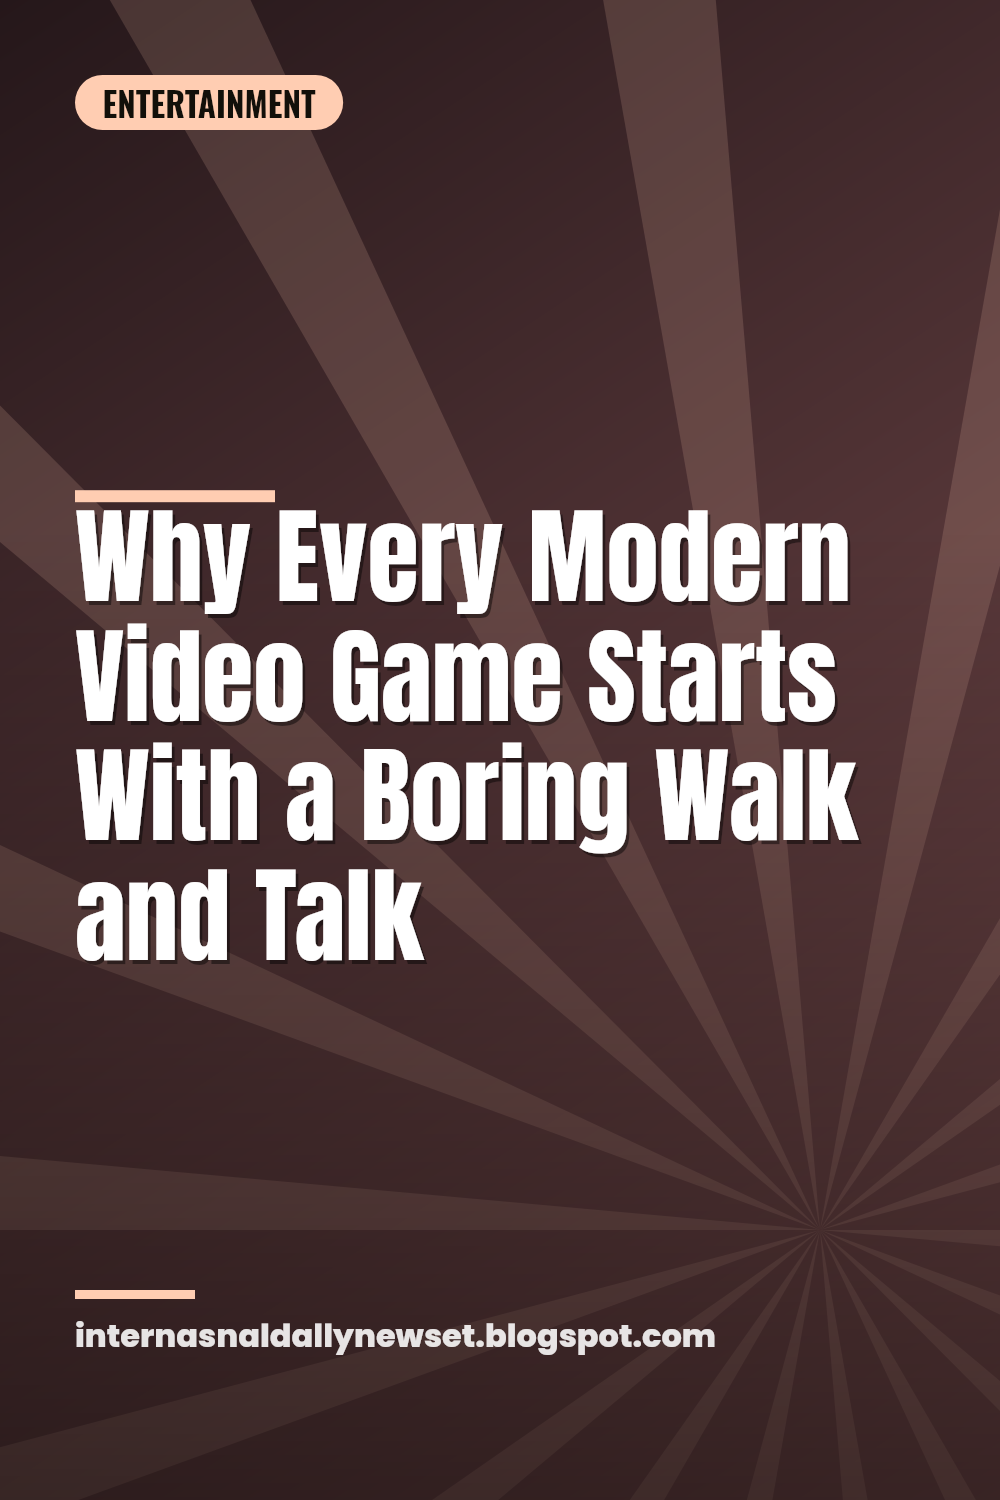 ENTERTAINMENT
Why Every Modern
Video Game Starts
With a Boring Walk
and Talk
internasnaldallynewset.blogspot.com